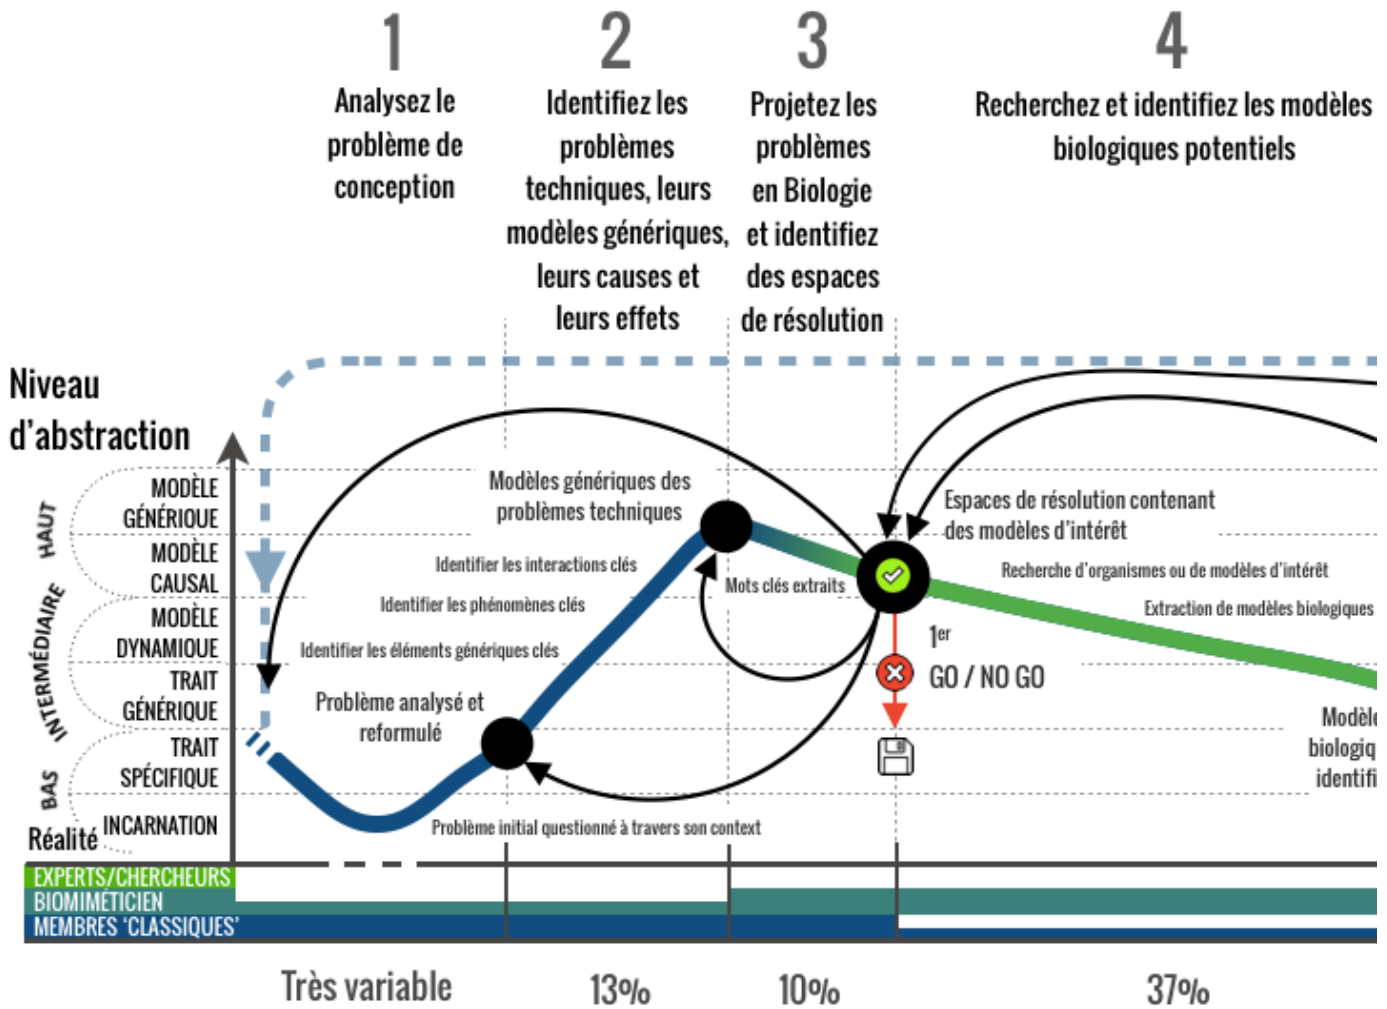 1
Analysez le
problème de
conception
2
Identifiez les
problèmes
techniques, leurs
modèles génériques,
leurs causes et
leurs effets
3
Projetez les
problèmes
en Biologie
et identifiez
des espaces
de résolution
4
Recherchez et identifiez les modèles
biologiques potentiels
Niveau
d'abstraction
HAUT
MODÈLE
GÉNÉRIQUE
MODÈLE
CAUSAL
INTERMÉDIAIRE
MODÈLE
DYNAMIQUE
TRAIT
GÉNÉRIQUE
BAS
TRAIT
SPÉCIFIQUE
INCARNATION
Réalité
Modèles génériques des
problèmes techniques
Identifier les interactions clés
Identifier les phénomènes clés
Identifier les éléments génériques clés
Problème analysé et
reformulé
Problème initial questionné à travers son context
Mots clés extraits
Espaces de résolution contenant
des modèles d'intérêt
Recherche d'organismes ou de modèles d'intérêt
Extraction de modèles biologiques
1er
GO / NO GO
Modèle
biologiq
identifi
EXPERTS/CHERCHEURS
BIOMIMÉTICIEN
MEMBRES 'CLASSIQUES'
Très variable
13%
10%
37%